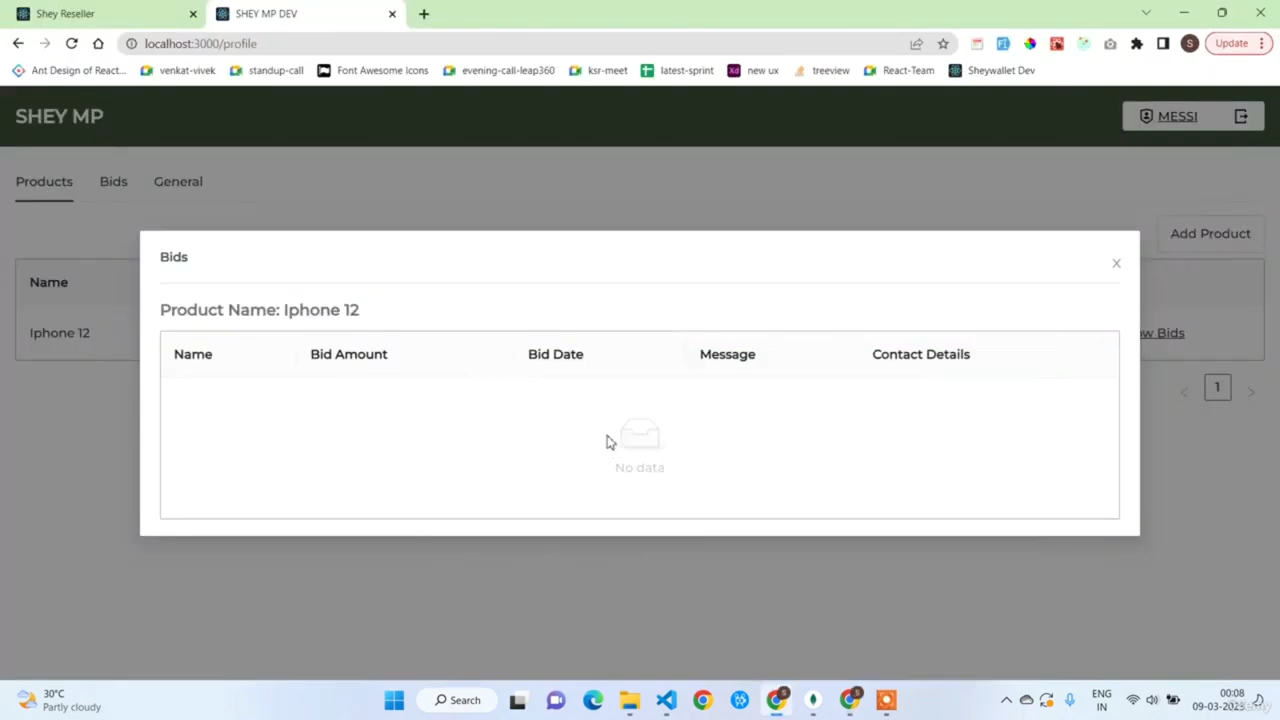 Shey Reseller
SHEY MP DEV
localhost:3000/profile
S
Update
Ant Design of React...
venkat-vivek
standup-call
Font Awesome Icons
evening-call-leap360
ksr-meet
latest-sprint
Xd
new ux
treeview
React-Team
Sheywallet Dev
SHEY MP
MESSI
Products
Bids
General
Add Product
Name
Iphone 12
Bids
Bids
Product Name: Iphone 12
Name
Bid Amount
Bid Date
Message
Contact Details
No data
1
30°C
Partly cloudy
Search
ENG
IN
00:08
09-03-2023